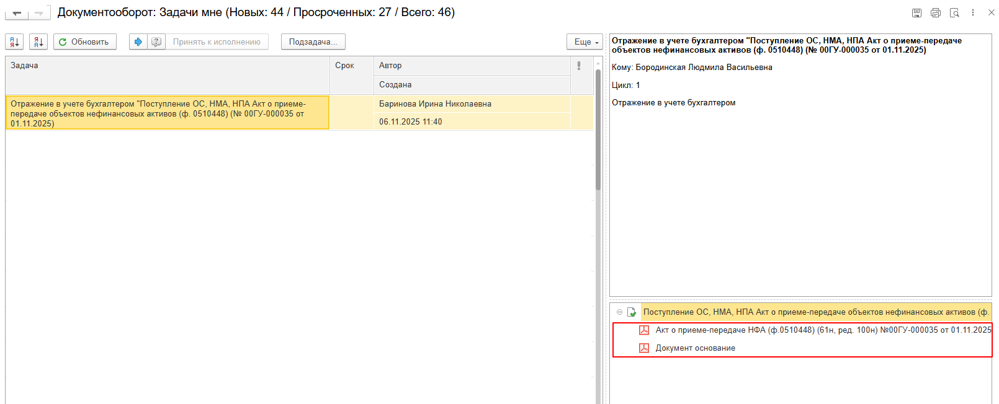 Документооборот: Задачи мне (Новых: 44 / Просроченных: 27 / Всего: 46)
Обновить
Принять к исполнению
Подзадача...
Еще
Задача
Срок
Автор
Создана
Отражение в учете бухгалтером "Поступление ОС, НМА, НПА Акт о приеме-
передаче объектов нефинансовых активов (ф. 0510448) (№ 00ГУ-000035 от
01.11.2025)
Баринова Ирина Николаевна
06.11.2025 11:40
Отражение в учете бухгалтером "Поступление ОС, НМА, НПА Акт о приеме-передаче
объектов нефинансовых активов (ф. 0510448) (№ 00ГУ-000035 от 01.11.2025)
Кому: Бородинская Людмила Васильевна
Цикл: 1
Отражение в учете бухгалтером
Поступление ОС, НМА, НПА Акт о приеме-передаче объектов нефинансовых активов (ф.
Акт о приеме-передаче НФА (ф.0510448) (61н, ред. 100н) №00ГУ-000035 от 01.11.2025
Документ основание